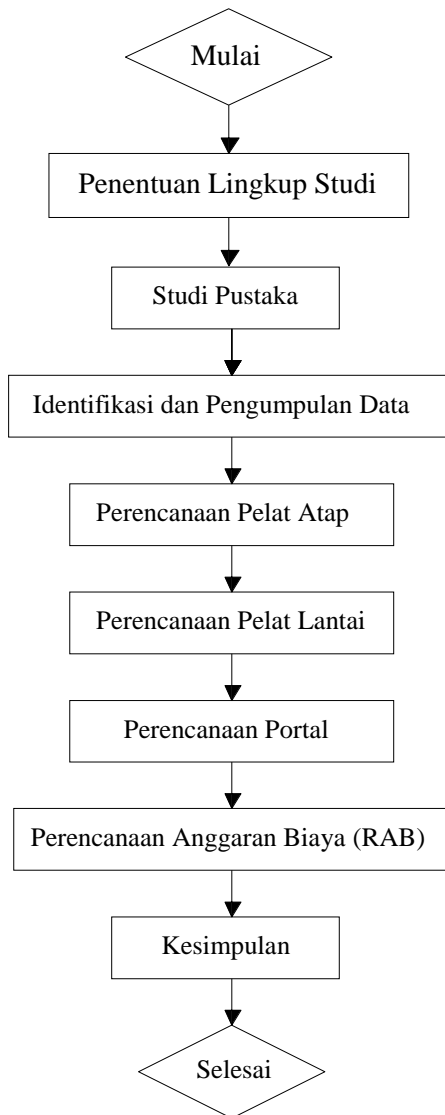 Mulai
Penentuan Lingkup Studi
Studi Pustaka
Identifikasi dan Pengumpulan Data
Perencanaan Pelat Atap
Perencanaan Pelat Lantai
Perencanaan Portal
Perencanaan Anggaran Biaya (RAB)
Kesimpulan
Selesai